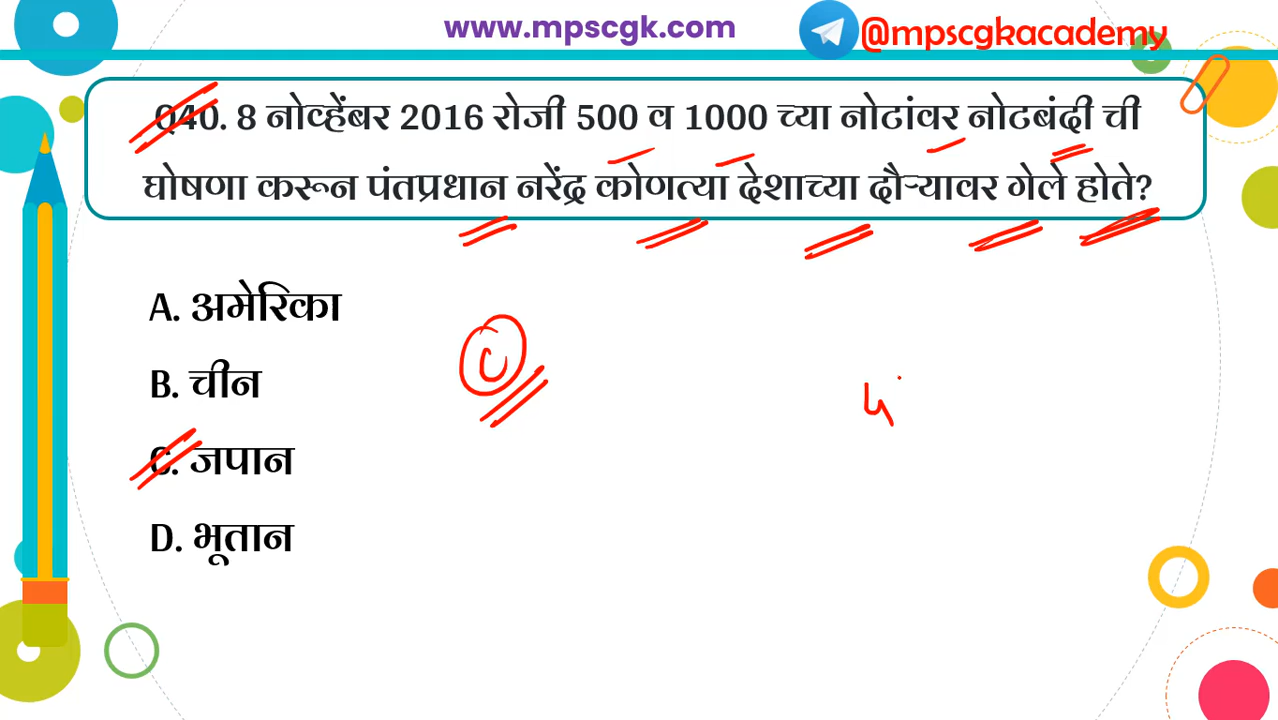 www.mpscgk.com
@mpscgkacademy
Q40. 8 नोव्हेंबर 2016 रोजी 500 व 1000 च्या नोटांवर नोटबंदी ची
घोषणा करून पंतप्रधान नरेंद्र कोणत्या देशाच्या दौऱ्यावर गेले होते?
A. अमेरिका
B. चीन
C. जपान
D. भूतान
C